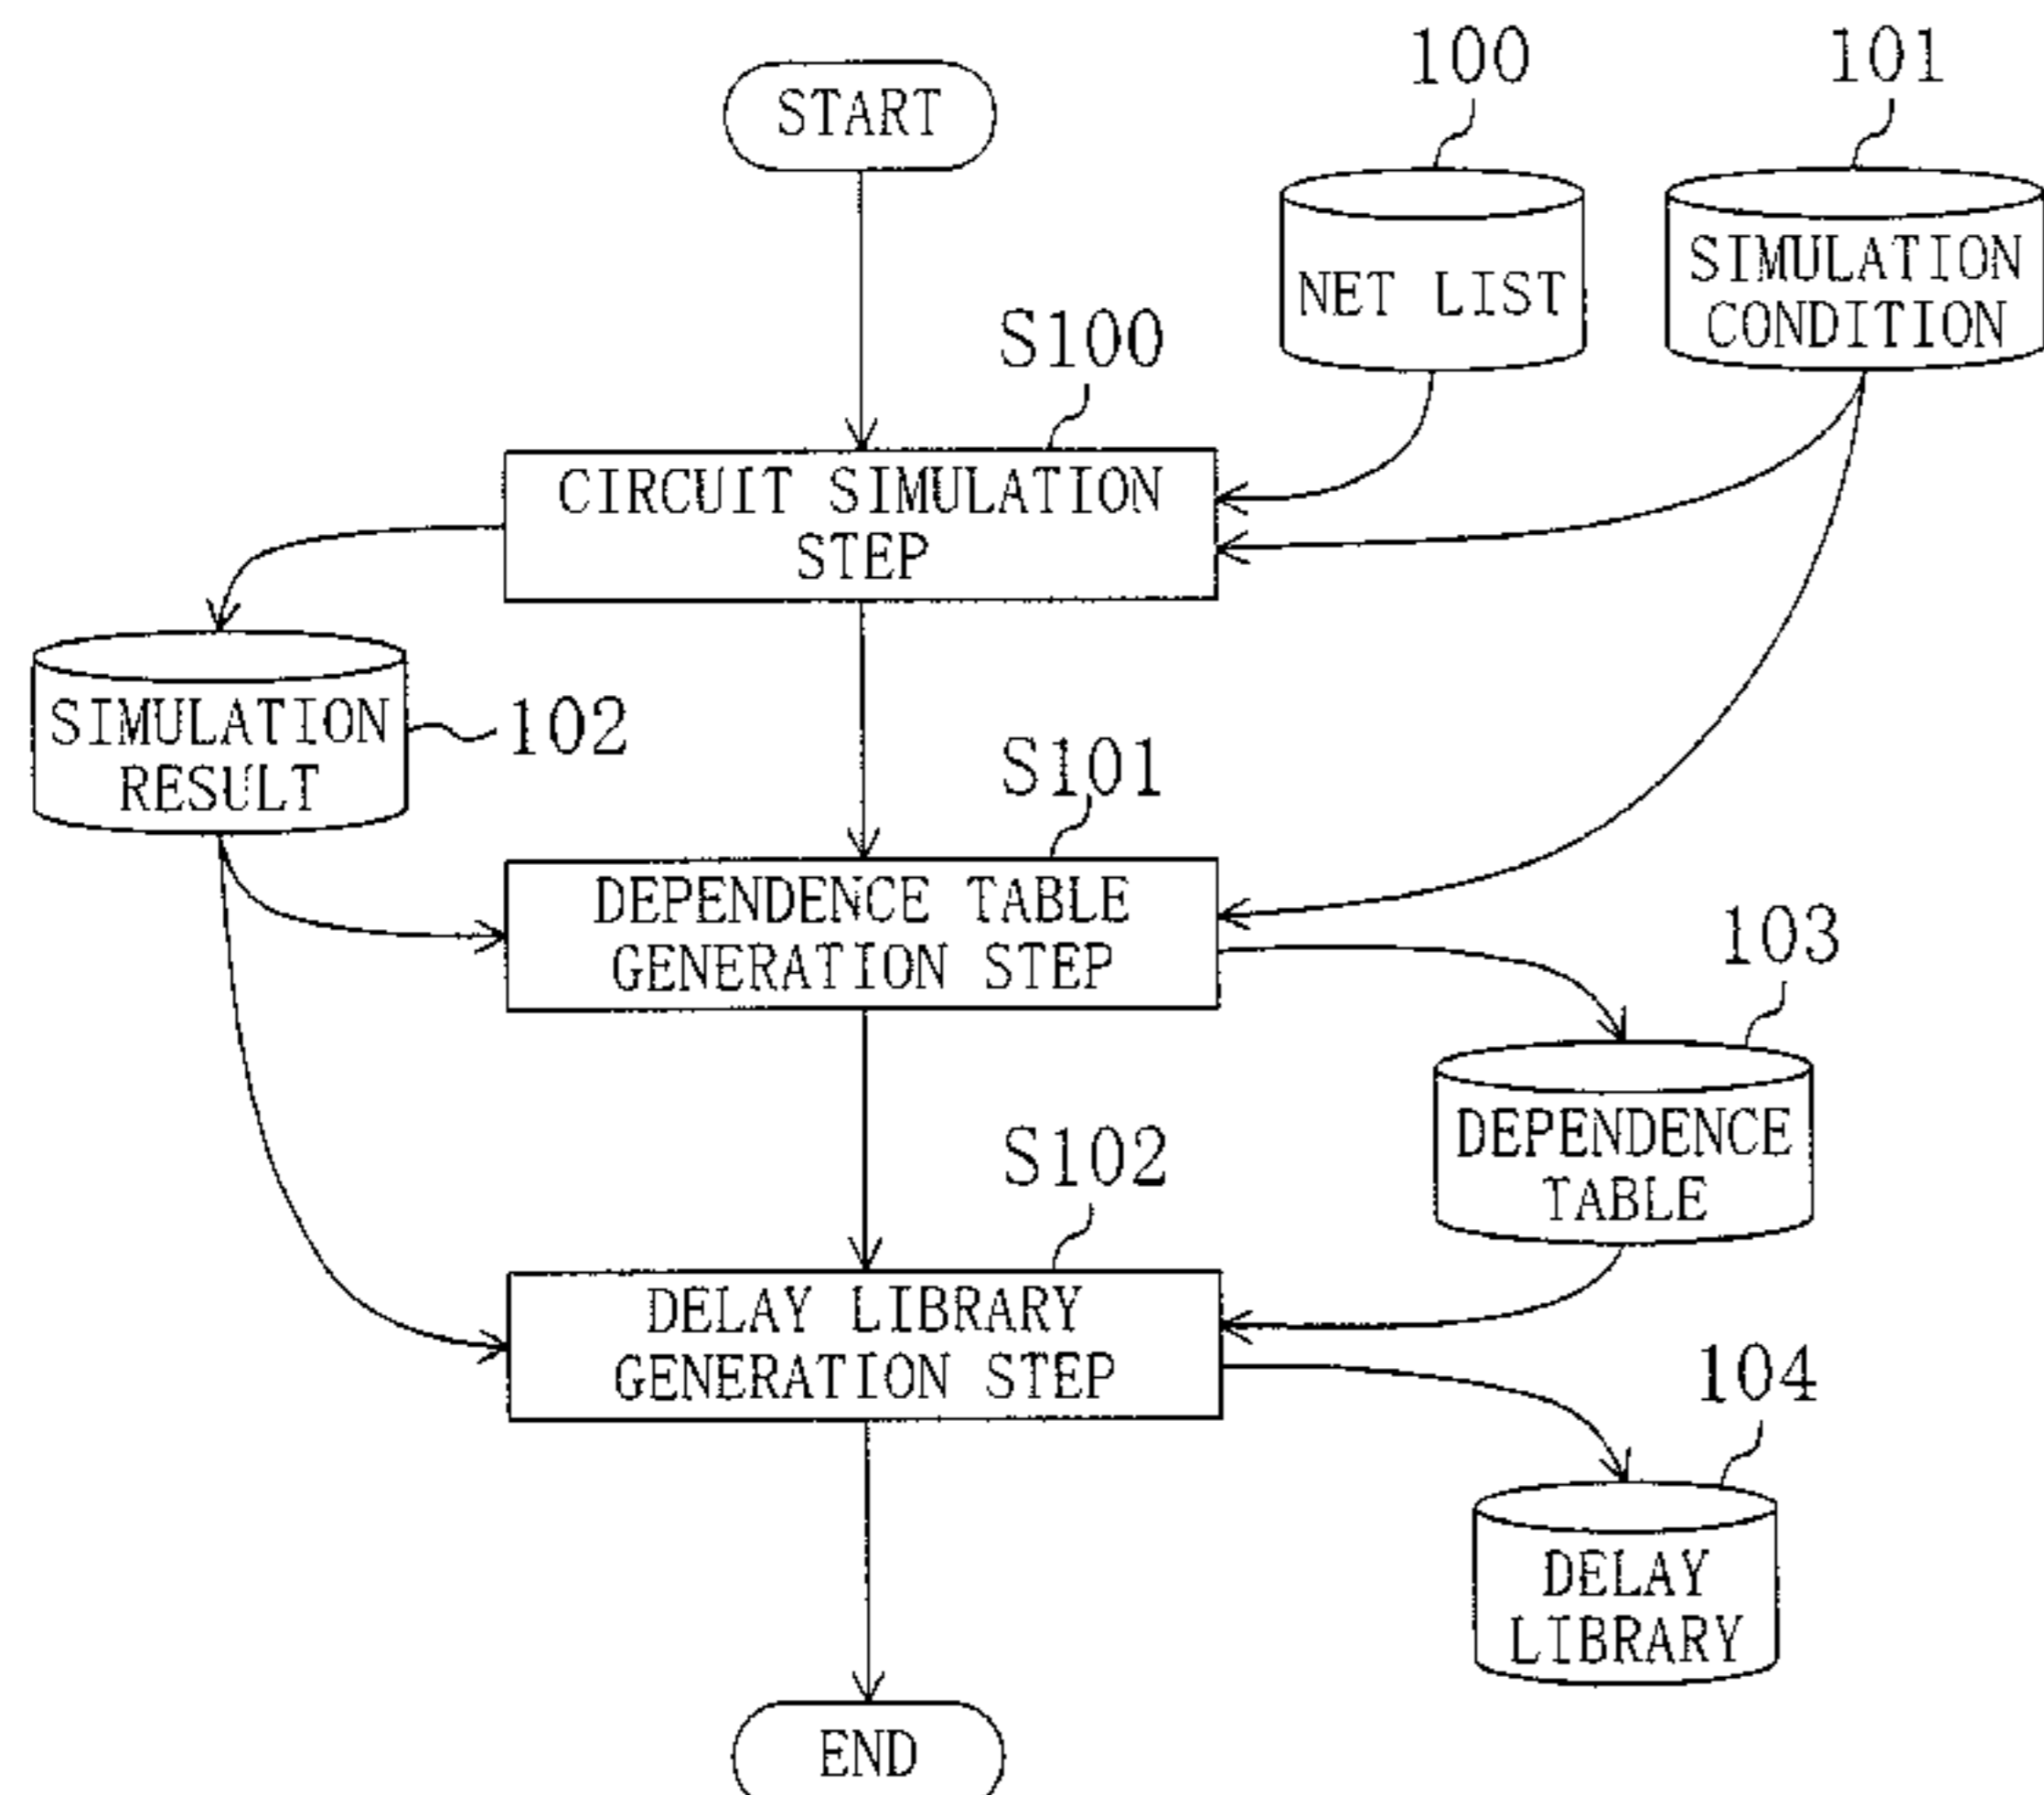 100
101
START
NET LIST
SIMULATION
CONDITION
S100
CIRCUIT SIMULATION
STEP
SIMULATION
RESULT
102
S101
DEPENDENCE TABLE
GENERATION STEP
103
DEPENDENCE
TABLE
S102
DELAY LIBRARY
GENERATION STEP
104
DELAY
LIBRARY
END